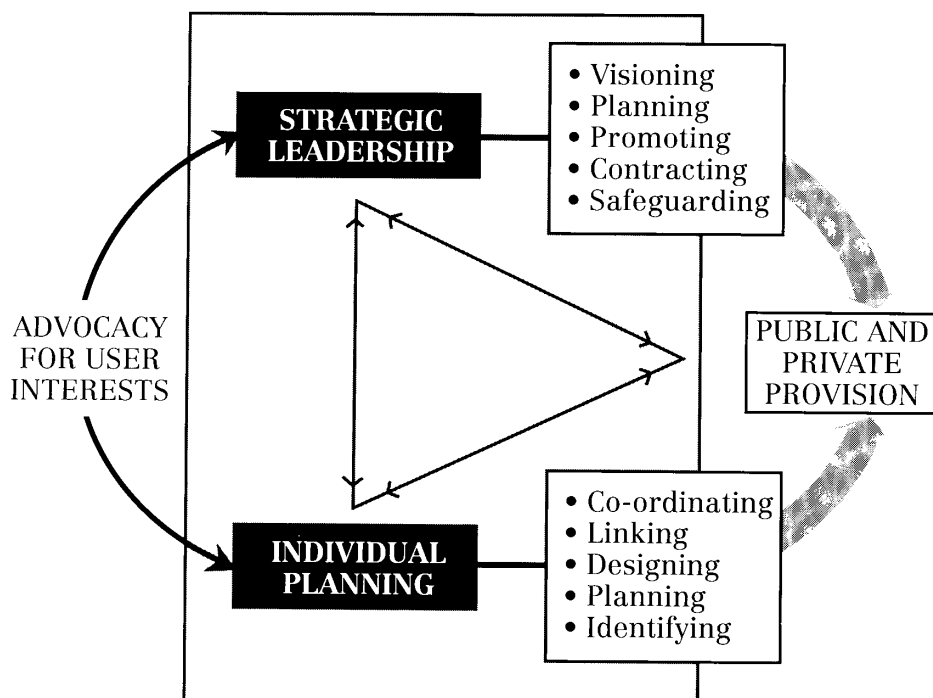 STRATEGIC
LEADERSHIP
• Visioning
• Planning
• Promoting
• Contracting
• Safeguarding
ADVOCACY
FOR USER
INTERESTS
PUBLIC AND
PRIVATE
PROVISION
INDIVIDUAL
PLANNING
• Co-ordinating
• Linking
• Designing
• Planning
• Identifying